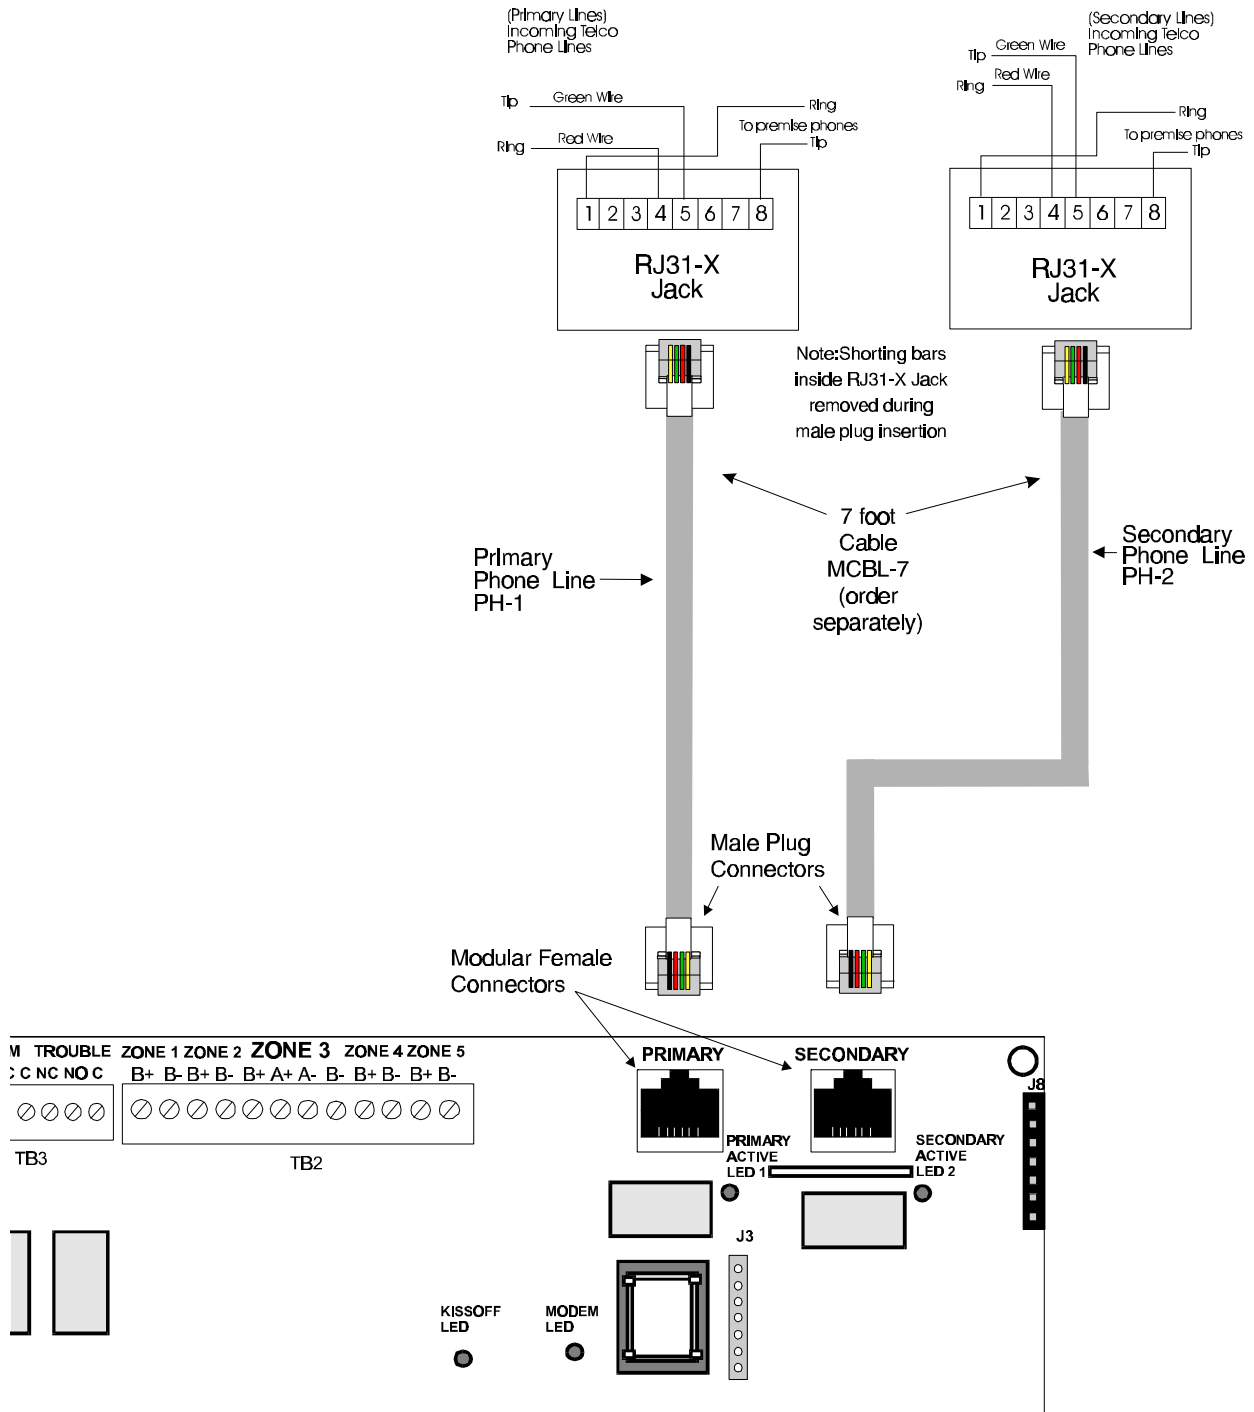 (Primary Lines)
Incoming Telco
Phone Lines
(Secondary Lines)
Incoming Telco
Phone Lines
Tip Green Wire
Ring Red Wire
Ring
To premise phones
Tip
Tip Green Wire
Ring Red Wire
Ring
To premise phones
Tip
1 2 3 4 5 6 7 8
RJ31-X
Jack
1 2 3 4 5 6 7 8
RJ31-X
Jack
Note:Shorting bars
inside RJ31-X Jack
removed during
male plug insertion
7 foot
Cable
MCBL-7
(order
separately)
Primary
Phone Line
PH-1
Secondary
Phone Line
PH-2
Male Plug
Connectors
Modular Female
Connectors
M TROUBLE ZONE 1 ZONE 2 ZONE 3 ZONE 4 ZONE 5
C C NC NO C B+ B- B+ B- B+ A+ A- B- B+ B- B+ B-
TB3
TB2
PRIMARY
SECONDARY
J8
PRIMARY
ACTIVE
LED 1
SECONDARY
ACTIVE
LED 2
J3
KISSOFF
LED
MODEM
LED